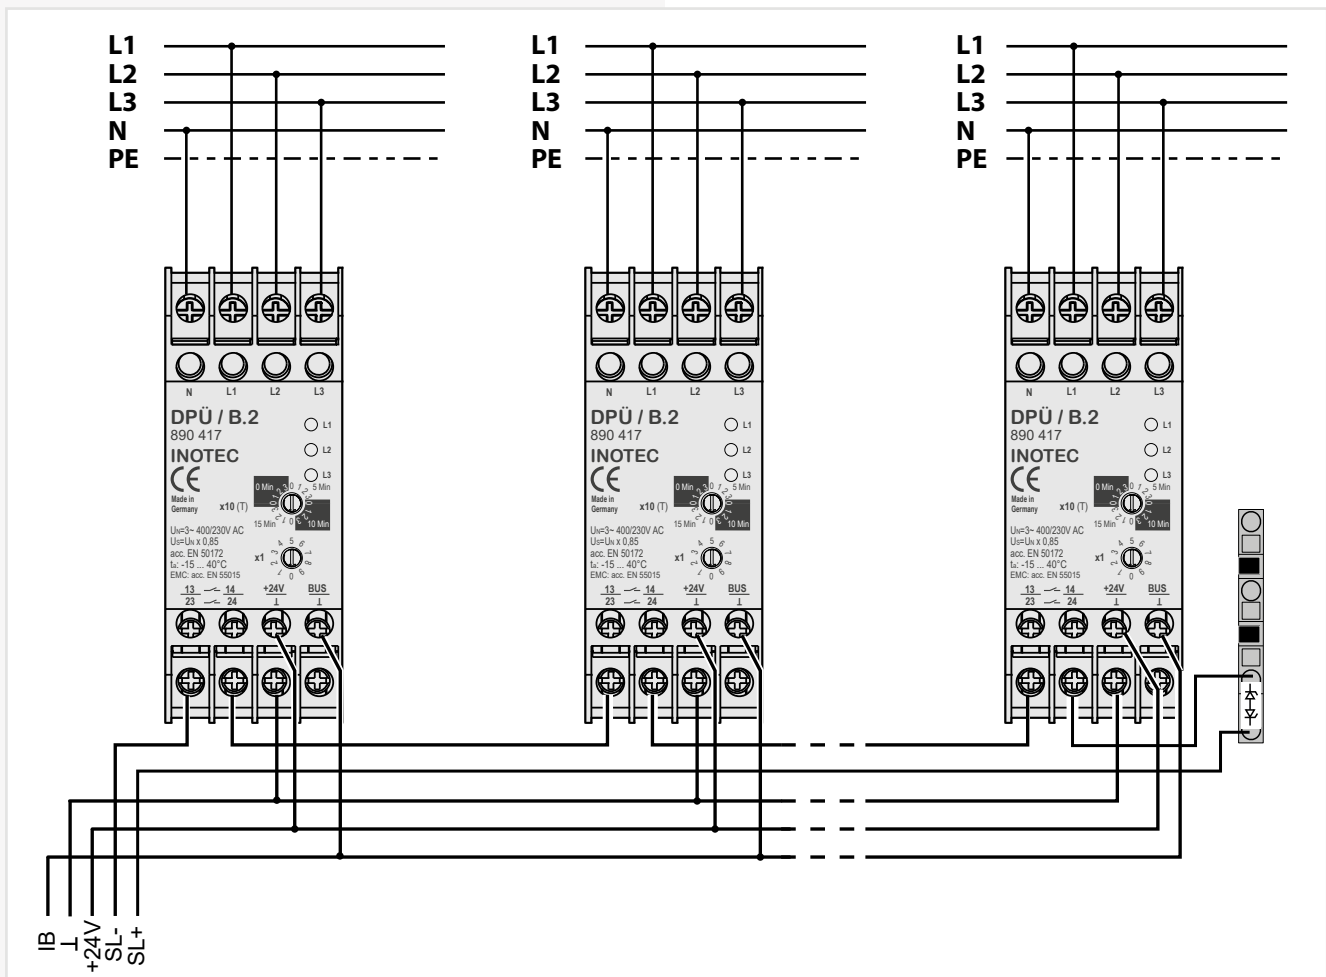 L1 L1 L1
L2 L2 L2
L3 L3 L3
N N N
PE PE PE
N L1 L2 L3
DPÜ / B.2
890 417
INOTEC
CE
Made in
Germany
L1
L2
L3
0 Min 5 Min
x10 (T)
15 Min 10 Min
UN=3~ 400/230V AC
US=UN x 0,85
acc. EN 50172
ta: -15 ... 40°C
EMC: acc. EN 55015
x1
13 14 +24V BUS
23 24 ⊥ ⊥
N L1 L2 L3
DPÜ / B.2
890 417
INOTEC
CE
Made in
Germany
L1
L2
L3
0 Min 5 Min
x10 (T)
15 Min 10 Min
UN=3~ 400/230V AC
US=UN x 0,85
acc. EN 50172
ta: -15 ... 40°C
EMC: acc. EN 55015
x1
13 14 +24V BUS
23 24 ⊥ ⊥
N L1 L2 L3
DPÜ / B.2
890 417
INOTEC
CE
Made in
Germany
L1
L2
L3
0 Min 5 Min
x10 (T)
15 Min 10 Min
UN=3~ 400/230V AC
US=UN x 0,85
acc. EN 50172
ta: -15 ... 40°C
EMC: acc. EN 55015
x1
13 14 +24V BUS
23 24 ⊥ ⊥
IB
⊥
+24V
SL-
SL+